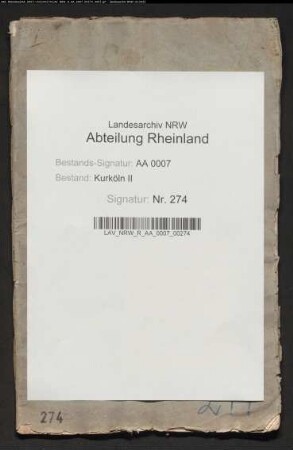 Landesarchiv NRW
Abteilung Rheinland
Bestands-Signatur: AA 0007
Bestand: Kurköln II
Signatur: Nr. 274
LAV_NRW_R_AA_0007_00274
274